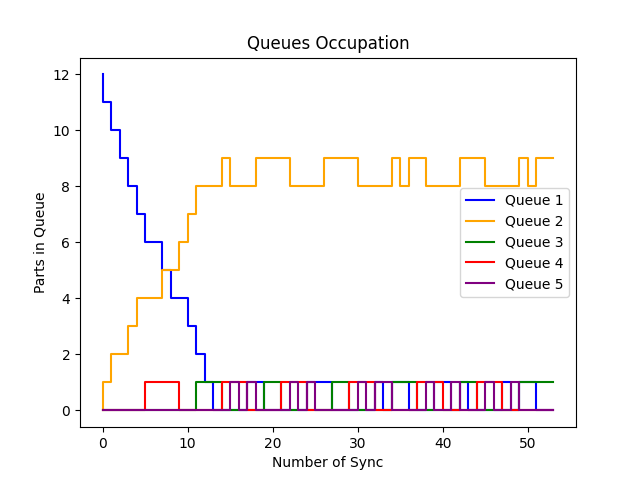 Queues Occupation
12
10
8
6
4
2
0
Parts in Queue
Queue 1
Queue 2
Queue 3
Queue 4
Queue 5
0 10 20 30 40 50
Number of Sync